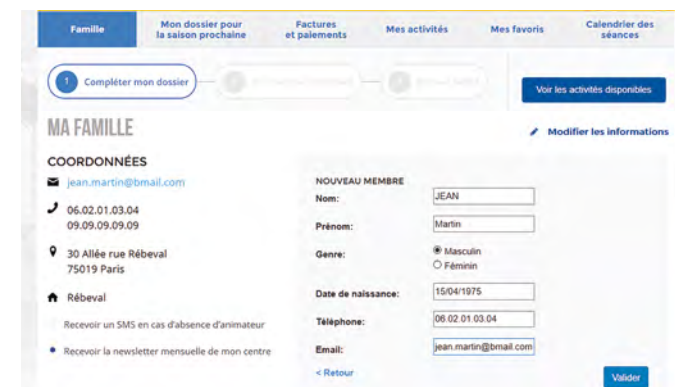 Famille
Mon dossier pour
la saison prochaine
Factures
et paiements
Mes activités
Mes favoris
Calendrier des
séances
1 Compléter mon dossier
Voir les activités disponibles
MA FAMILLE
Modifier les informations
COORDONNÉES
jean.martin@bmail.com
06.02.01.03.04
09.09.09.09.09
30 Allée rue Rébeval
75019 Paris
Rébeval
Recevoir un SMS en cas d'absence d'animateur
Recevoir la newsletter mensuelle de mon centre
NOUVEAU MEMBRE
Nom: JEAN
Prénom: Martin
Genre: Masculin
Féminin
Date de naissance: 15/04/1975
Téléphone: 06.02.01.03.04
Email: jean.martin@bmail.com
< Retour
Valider